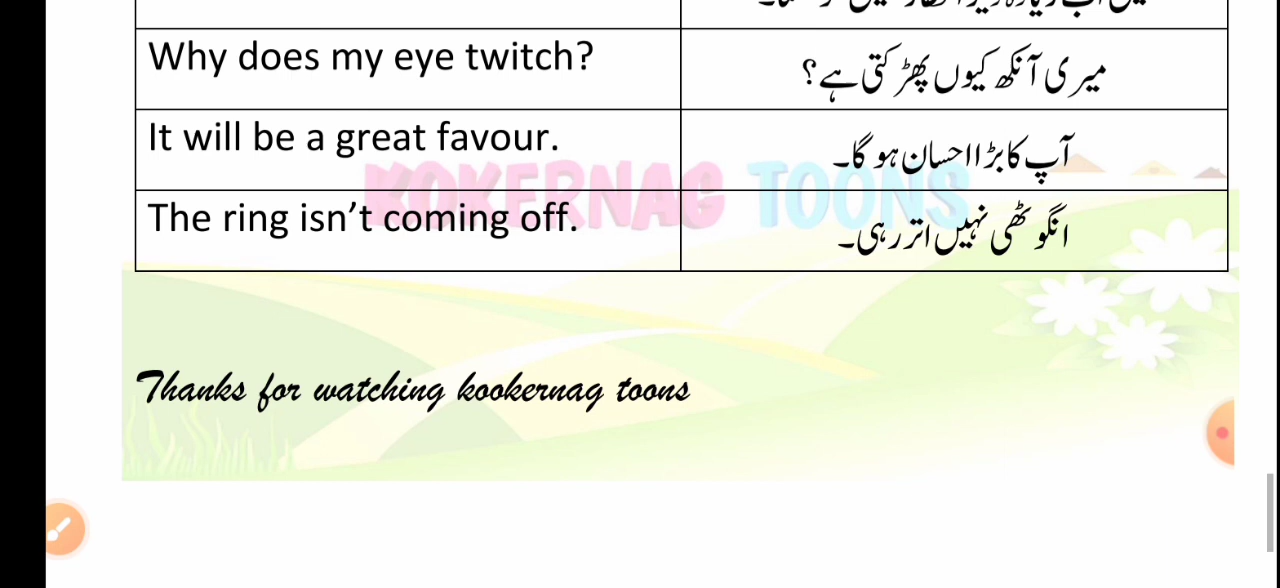 Why does my eye twitch?
میری آنکھ کیوں پھڑکتی ہے؟
It will be a great favour.
آپ کا بڑا احسان ہو گا۔
KOKERNAG TOONS
The ring isn’t coming off.
انگوٹھی نہیں اتر رہی۔
Thanks for watching kookernag toons